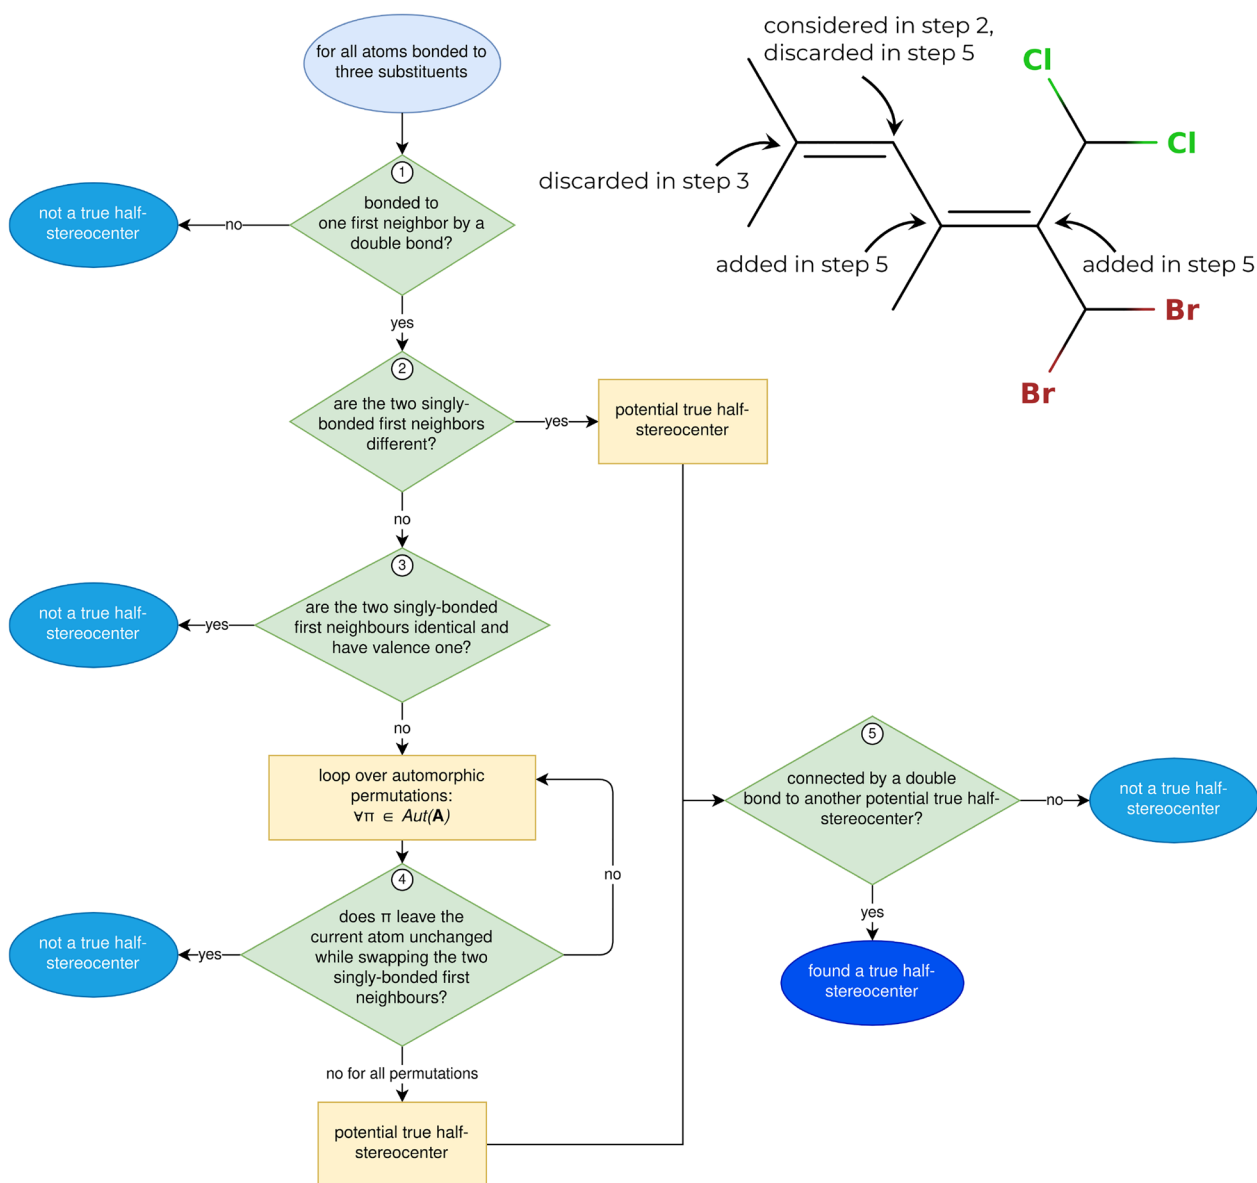 for all atoms bonded to
three substituents
1
bonded to
one first neighbor by a
double bond?
no
not a true half-
stereocenter
yes
2
are the two singly-
bonded first neighbors
different?
yes
potential true half-
stereocenter
no
3
are the two singly-bonded
first neighbours identical and
have valence one?
yes
not a true half-
stereocenter
no
loop over automorphic
permutations:
∀π ∈ Aut(A)
4
does π leave the
current atom unchanged
while swapping the two
singly-bonded first
neighbours?
yes
not a true half-
stereocenter
no
no for all permutations
potential true half-
stereocenter
5
connected by a double
bond to another potential true half-
stereocenter?
no
not a true half-
stereocenter
yes
found a true half-
stereocenter
considered in step 2,
discarded in step 5
Cl
Cl
discarded in step 3
added in step 5
added in step 5
Br
Br